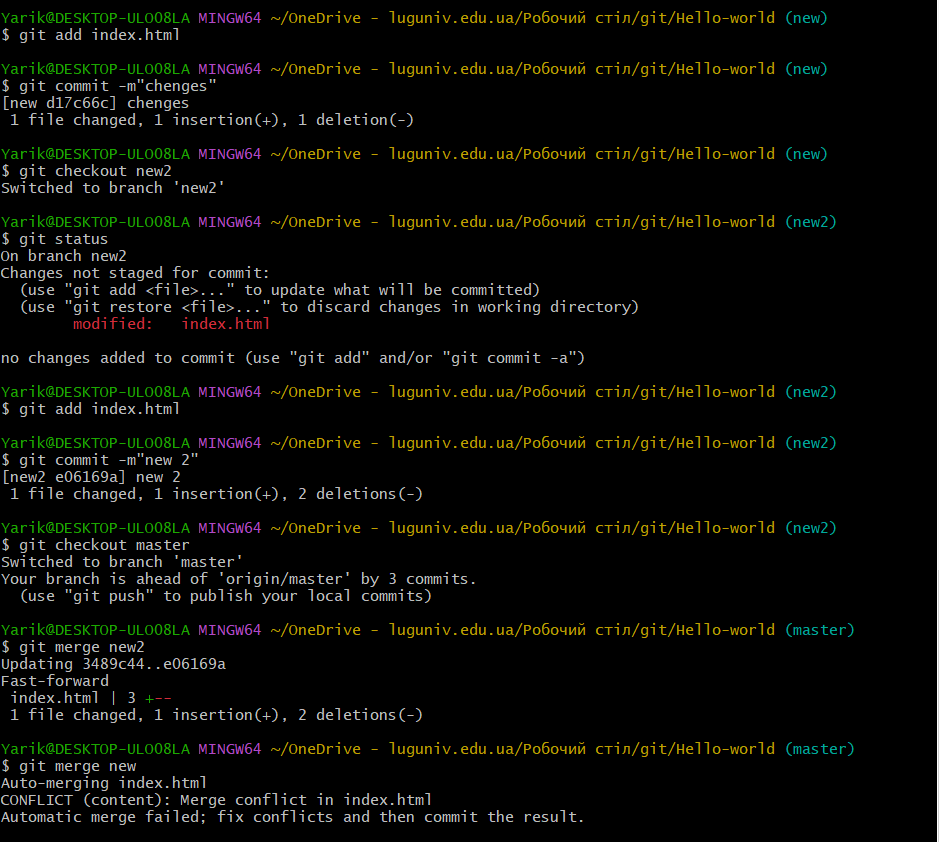 Yarik@DESKTOP-ULO08LA MINGW64 ~/OneDrive - luguniv.edu.ua/Робочий стіл/git/Hello-world (new)
$ git add index.html
Yarik@DESKTOP-ULO08LA MINGW64 ~/OneDrive - luguniv.edu.ua/Робочий стіл/git/Hello-world (new)
$ git commit -m"chenges"
[new d17c66c] chenges
 1 file changed, 1 insertion(+), 1 deletion(-)
Yarik@DESKTOP-ULO08LA MINGW64 ~/OneDrive - luguniv.edu.ua/Робочий стіл/git/Hello-world (new)
$ git checkout new2
Switched to branch 'new2'
Yarik@DESKTOP-ULO08LA MINGW64 ~/OneDrive - luguniv.edu.ua/Робочий стіл/git/Hello-world (new2)
$ git status
On branch new2
Changes not staged for commit:
  (use "git add <file>..." to update what will be committed)
  (use "git restore <file>..." to discard changes in working directory)
        modified:   index.html
no changes added to commit (use "git add" and/or "git commit -a")
Yarik@DESKTOP-ULO08LA MINGW64 ~/OneDrive - luguniv.edu.ua/Робочий стіл/git/Hello-world (new2)
$ git add index.html
Yarik@DESKTOP-ULO08LA MINGW64 ~/OneDrive - luguniv.edu.ua/Робочий стіл/git/Hello-world (new2)
$ git commit -m"new 2"
[new2 e06169a] new 2
 1 file changed, 1 insertion(+), 2 deletions(-)
Yarik@DESKTOP-ULO08LA MINGW64 ~/OneDrive - luguniv.edu.ua/Робочий стіл/git/Hello-world (new2)
$ git checkout master
Switched to branch 'master'
Your branch is ahead of 'origin/master' by 3 commits.
  (use "git push" to publish your local commits)
Yarik@DESKTOP-ULO08LA MINGW64 ~/OneDrive - luguniv.edu.ua/Робочий стіл/git/Hello-world (master)
$ git merge new2
Updating 3489c44..e06169a
Fast-forward
 index.html | 3 +--
 1 file changed, 1 insertion(+), 2 deletions(-)
Yarik@DESKTOP-ULO08LA MINGW64 ~/OneDrive - luguniv.edu.ua/Робочий стіл/git/Hello-world (master)
$ git merge new
Auto-merging index.html
CONFLICT (content): Merge conflict in index.html
Automatic merge failed; fix conflicts and then commit the result.